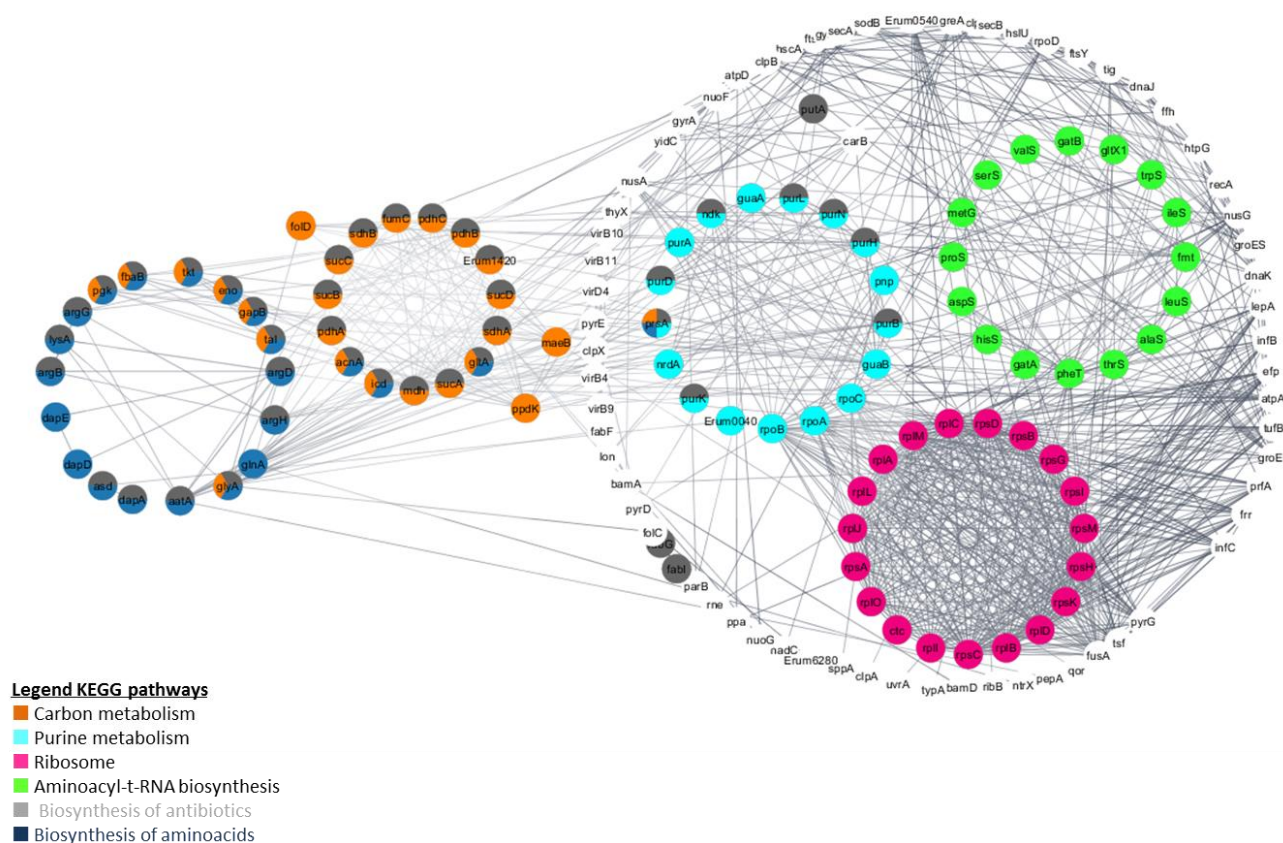 sodB Erum0540 greA secB
secA
hslU
rpoD
ftsY
hscA
clpB
tig
atpD
dnaJ
nuoF
putA
ffh
gyrA
yidC
carB
gatB
valS
gltX1
htpG
serS
trpS
nusA
recA
guaA
purL
thyX
ndk
purN
metG
ileS
nusG
folD
fumC
pdhC
sdhB
pdhB
virB10
purA
purH
groES
sucC
Erum1420
virB11
proS
fmt
fbaB
tkt
purD
pnp
dnaK
pgk
eno
sucB
sucD
virD4
aspS
leuS
lepA
argG
gapB
pyrE
prsA
purB
lysA
tal
pdhA
sdhA
maeB
hisS
alaS
infB
argB
argD
acnA
gltA
clpX
nrdA
guaB
gatA
pheT
thrS
efp
icd
mdh
sucA
virB4
purK
rpoC
atpA
dapE
argH
ppdK
virB9
Erum0040
rpoB
rpoA
rplC
rpsD
tufB
fabF
rplM
rpsB
dapD
glnA
lon
rplA
rpsG
groE
asd
dapA
aatA
glyA
bamA
rplL
rpsI
prfA
pyrD
rplJ
rpsM
frr
folC
infC
fabI
rpsA
rpsH
parB
rplO
rpsK
rne
ppa
ctc
rplD
pyrG
nuoG
rplI
rpsC
rplB
tsf
nadC
fusA
Erum6280
sppA
clpA
qor
uvrA
typA
bamD
ribB
ntrX
pepA
Legend KEGG pathways
Carbon metabolism
Purine metabolism
Ribosome
Aminoacyl-t-RNA biosynthesis
Biosynthesis of antibiotics
Biosynthesis of aminoacids